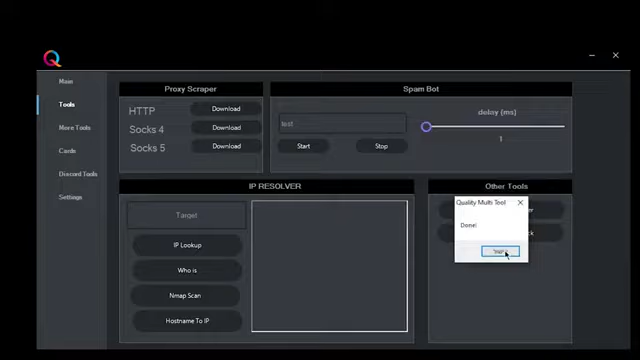 Main
Tools
More Tools
Cards
Discord Tools
Settings
Proxy Scraper
HTTP
Download
Socks 4
Download
Socks 5
Download
Spam Bot
test
delay (ms)
1
Start
Stop
IP RESOLVER
Target
IP Lookup
Who is
Nmap Scan
Hostname To IP
Other Tools
Quality Multi Tool
Done!